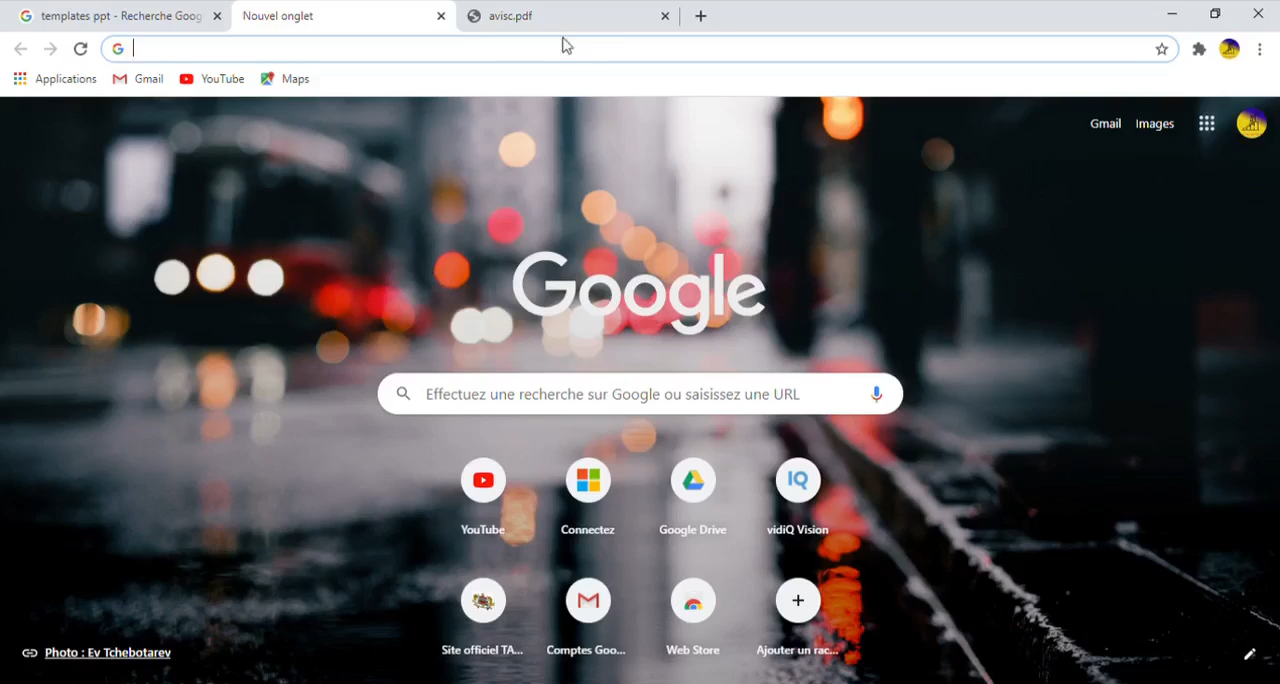 templates ppt - Recherche Goog
Nouvel onglet
avisc.pdf
Applications
Gmail
YouTube
Maps
Gmail
Images
Google
Effectuez une recherche sur Google ou saisissez une URL
YouTube
Connectez
Google Drive
IQ
vidIQ Vision
Site officiel TA...
Comptes Goo...
Web Store
Ajouter un rac...
Photo : Ev Tchebotarev